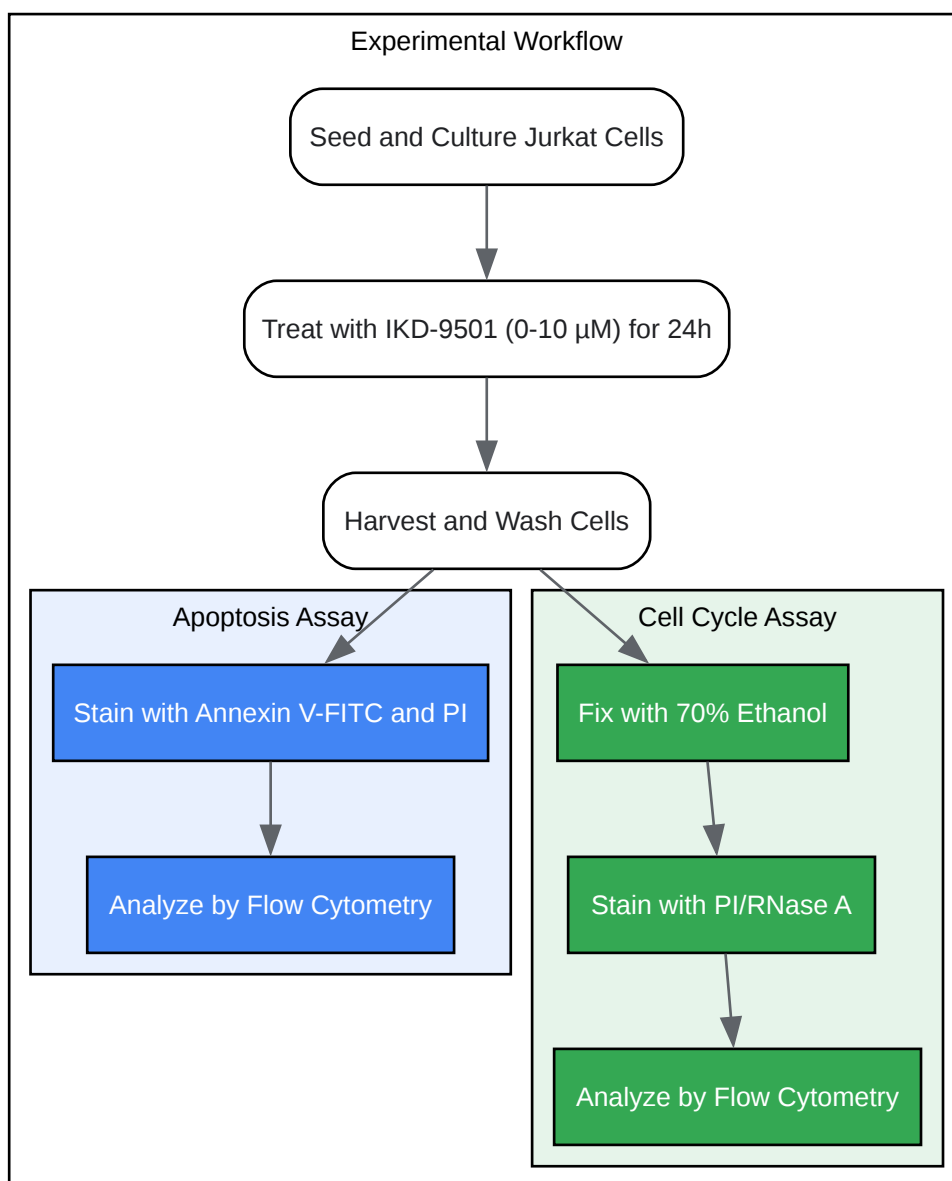 Experimental Workflow
Seed and Culture Jurkat Cells
Treat with IKD-9501 (0-10 µM) for 24h
Harvest and Wash Cells
Apoptosis Assay
Stain with Annexin V-FITC and PI
Analyze by Flow Cytometry
Cell Cycle Assay
Fix with 70% Ethanol
Stain with PI/RNase A
Analyze by Flow Cytometry